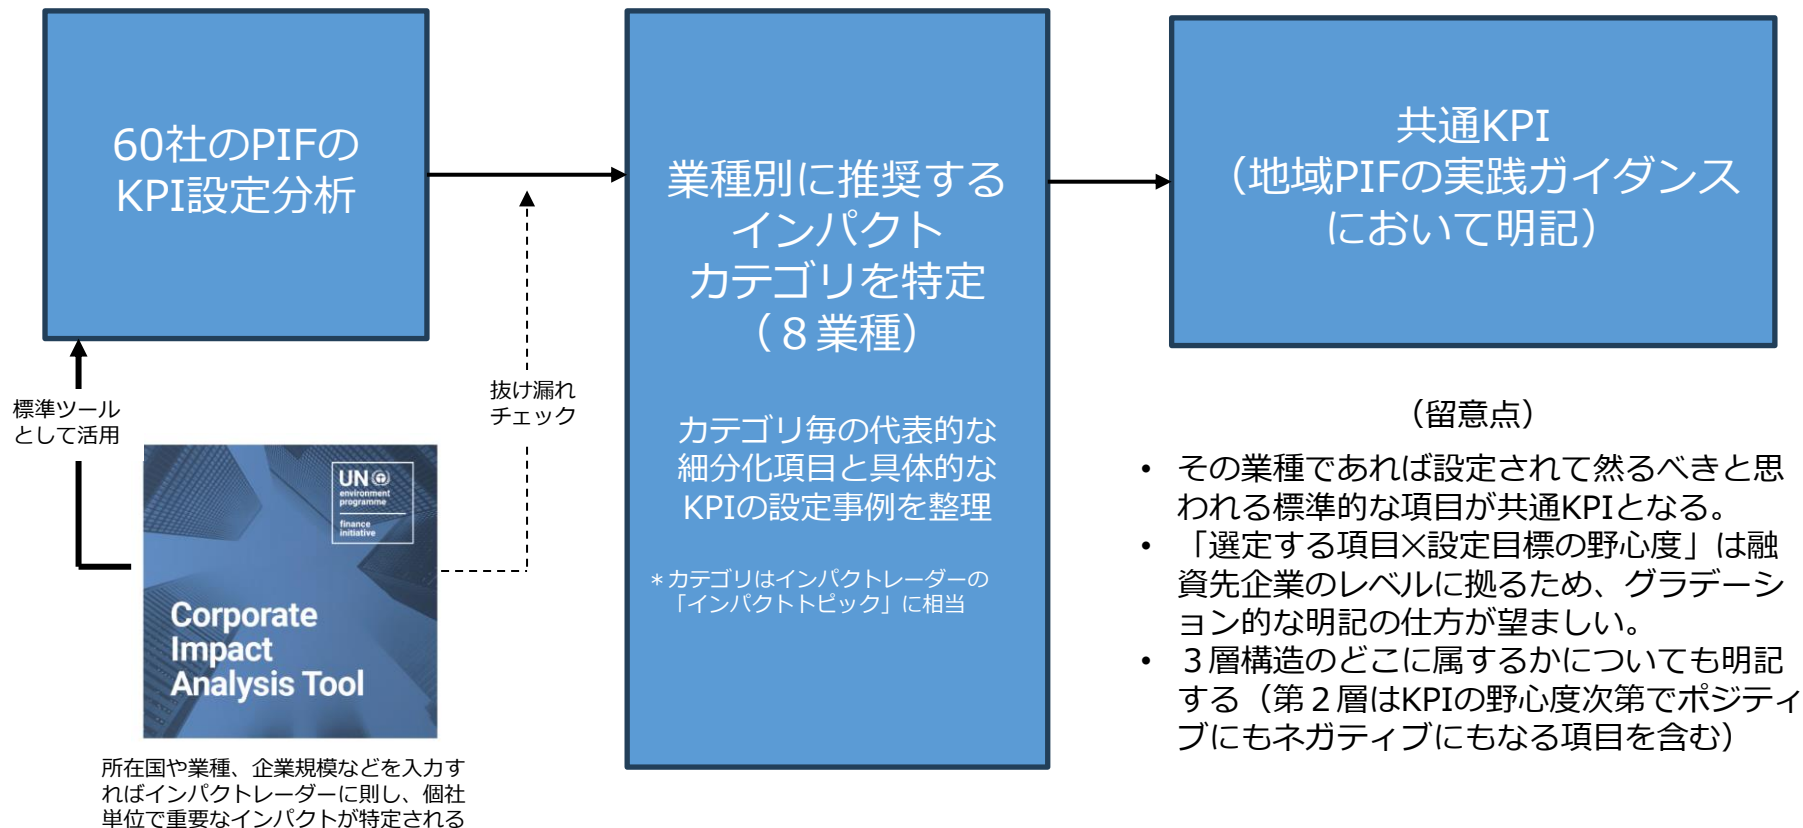 60社のPIFの
KPI設定分析
標準ツール
として活用
抜け漏れ
チェック
UN
environment
programme
finance
initiative
Corporate
Impact
Analysis Tool
所在国や業種、企業規模などを入力す
ればインパクトレーダーに則し、個社
単位で重要なインパクトが特定される
業種別に推奨する
インパクト
カテゴリを特定
（８業種）
カテゴリ毎の代表的な
細分化項目と具体的な
KPIの設定事例を整理
＊カテゴリはインパクトレーダーの
「インパクトトピック」に相当
共通KPI
（地域PIFの実践ガイダンス
において明記）
（留意点）
• その業種であれば設定されて然るべきと思
われる標準的な項目が共通KPIとなる。
• 「選定する項目×設定目標の野心度」は融
資先企業のレベルに拠るため、グラデーシ
ョン的な明記の仕方が望ましい。
• ３層構造のどこに属するかについても明記
する（第２層はKPIの野心度次第でポジティ
ブにもネガティブにもなる項目を含む）